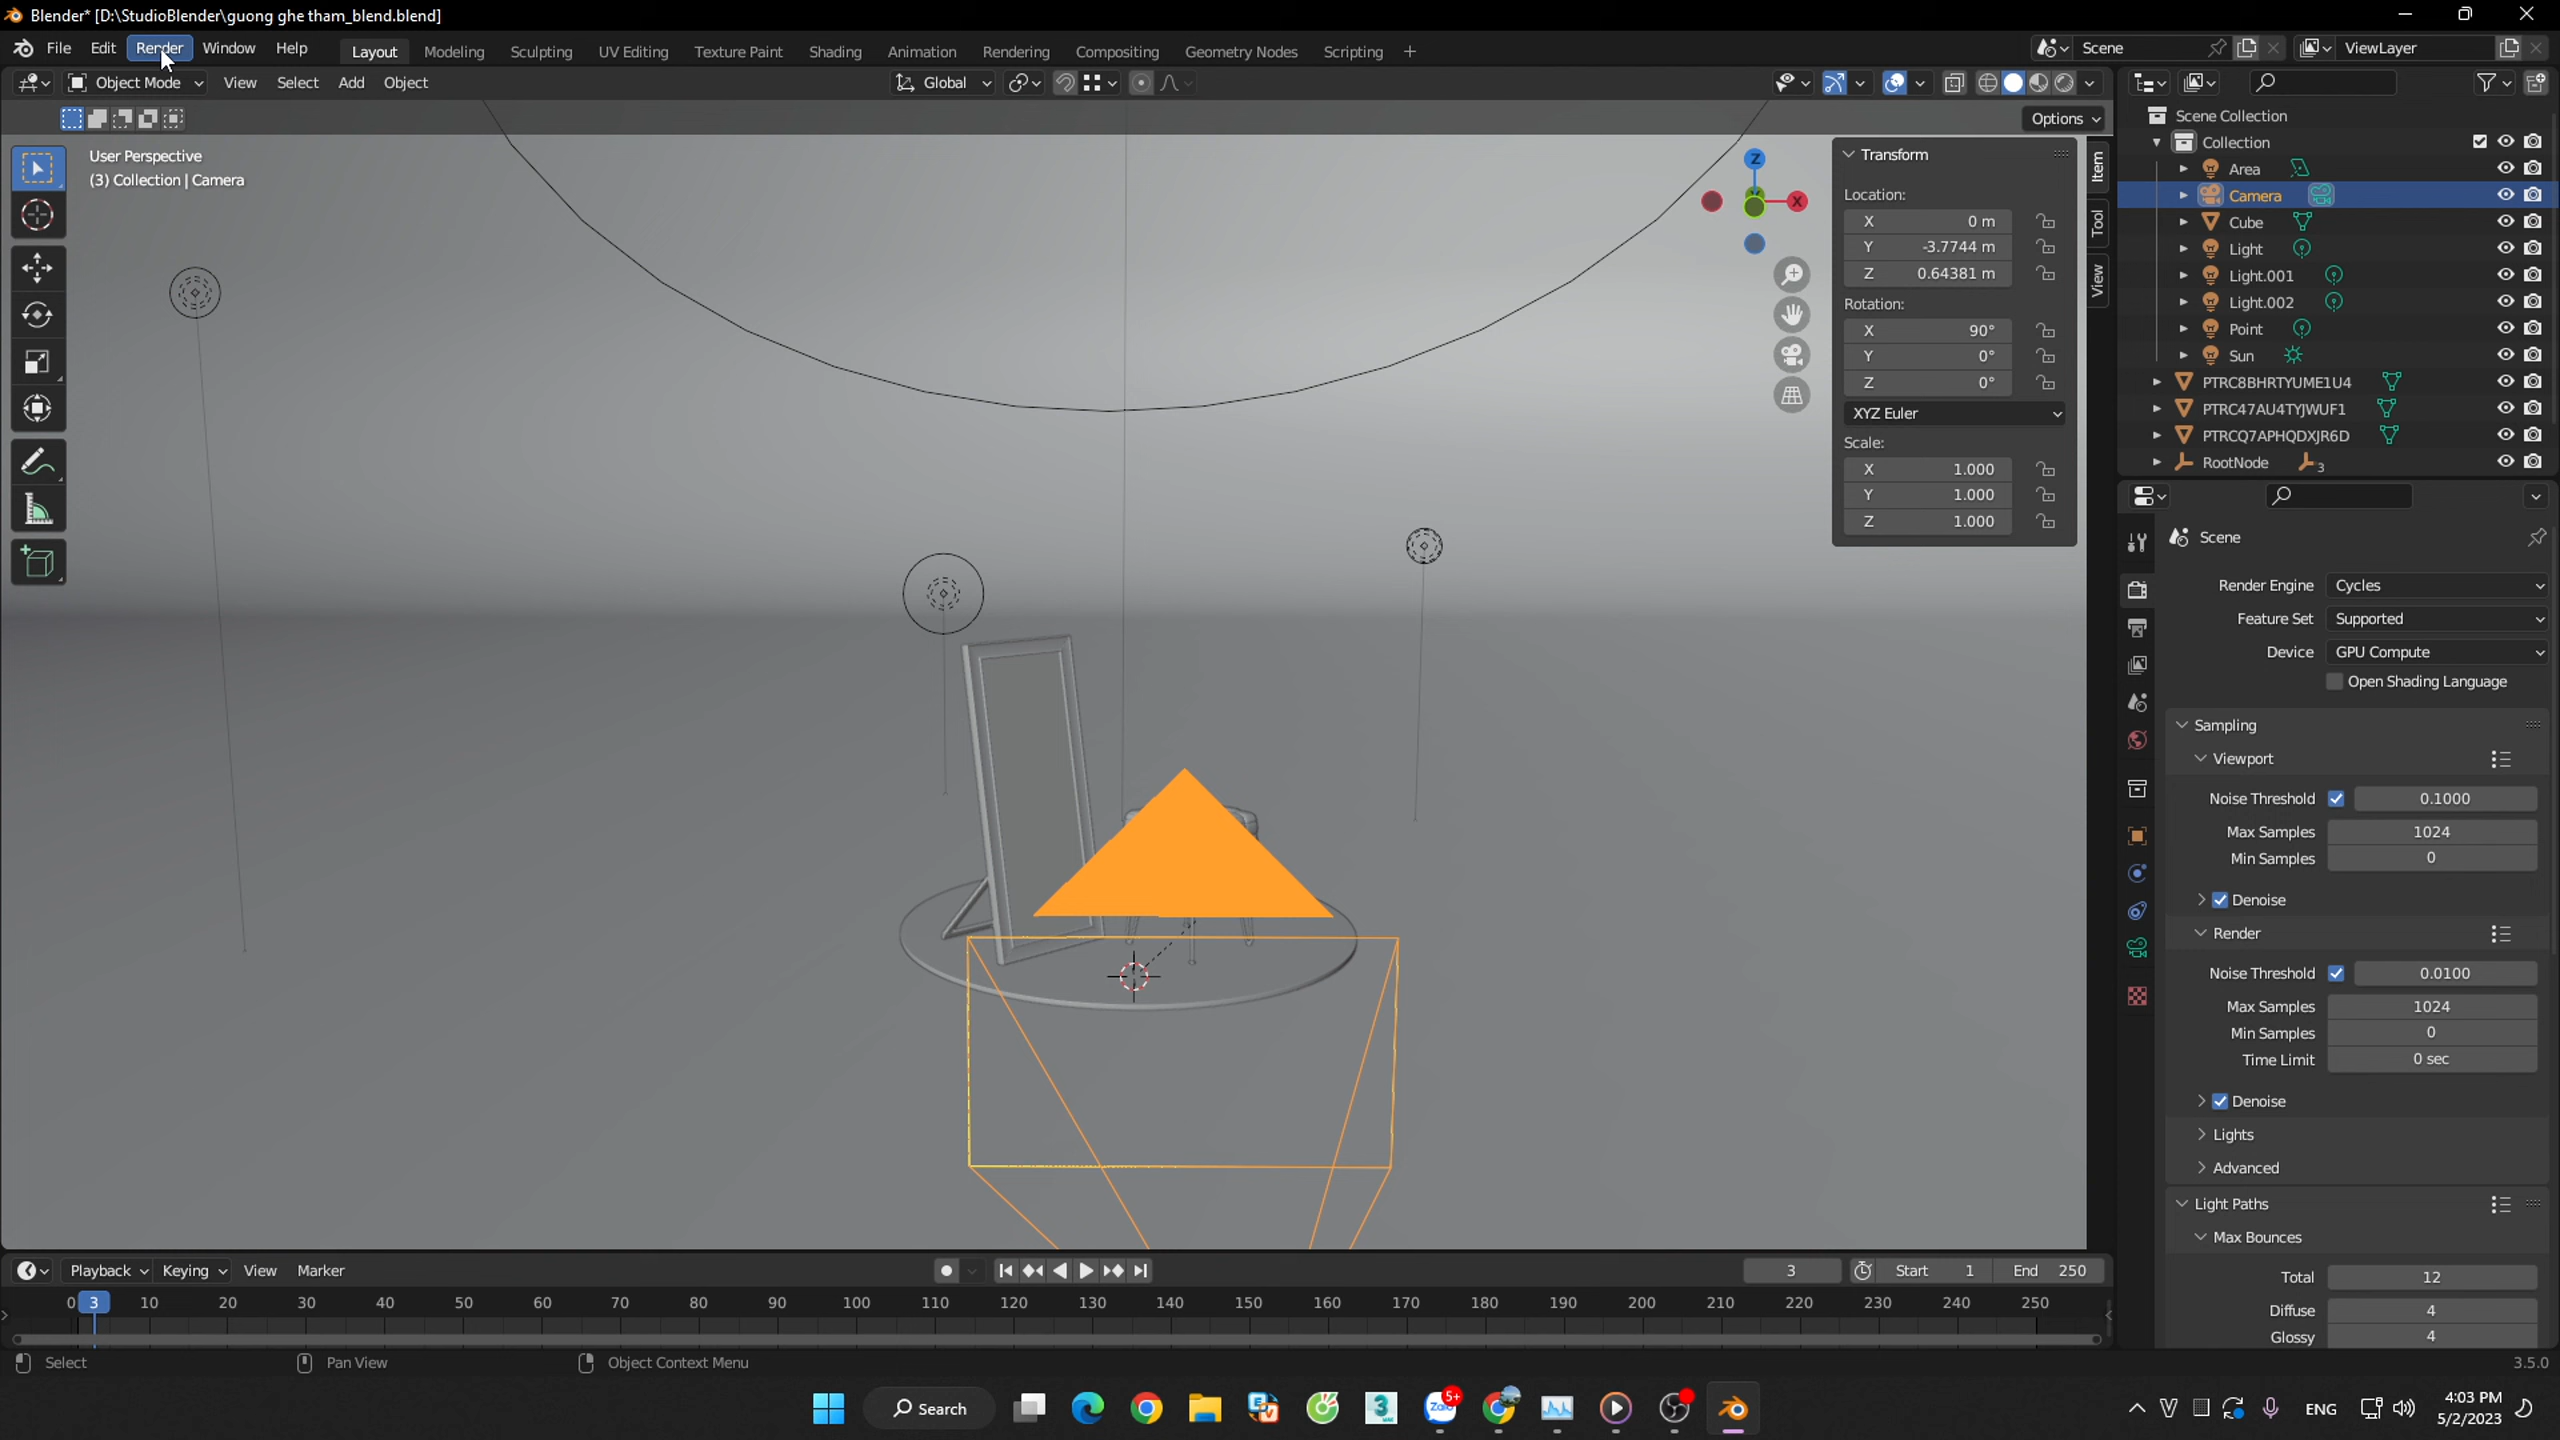 Blender* [D:\StudioBlender\guong ghe tham_blend.blend]
File Edit Render Window Help Layout Modeling Sculpting UV Editing Texture Paint Shading Animation Rendering Compositing Geometry Nodes Scripting + Scene ViewLayer
Object Mode View Select Add Object Global
Options
User Perspective
(3) Collection | Camera
Z
X
Transform
Location:
X 0 m
Y -3.7744 m
Z 0.64381 m
Rotation:
X 90°
Y 0°
Z 0°
XYZ Euler
Scale:
X 1.000
Y 1.000
Z 1.000
Item
Tool
View
Scene Collection
Collection
Area
Camera
Cube
Light
Light.001
Light.002
Point
Sun
PTRC8BHRTYUME1U4
PTRC47AU4TYJWUF1
PTRCQ7APHQDXJR6D
RootNode 3
Scene
Render Engine Cycles
Feature Set Supported
Device GPU Compute
Open Shading Language
Sampling
Viewport
Noise Threshold 0.1000
Max Samples 1024
Min Samples 0
Denoise
Render
Noise Threshold 0.0100
Max Samples 1024
Min Samples 0
Time Limit 0 sec
Denoise
Lights
Advanced
Light Paths
Max Bounces
Total 12
Diffuse 4
Glossy 4
Playback Keying View Marker 3 Start 1 End 250
0 3 10 20 30 40 50 60 70 80 90 100 110 120 130 140 150 160 170 180 190 200 210 220 230 240 250
Select Pan View Object Context Menu 3.5.0
Search 3 Zalo 5+ ENG 4:03 PM
5/2/2023